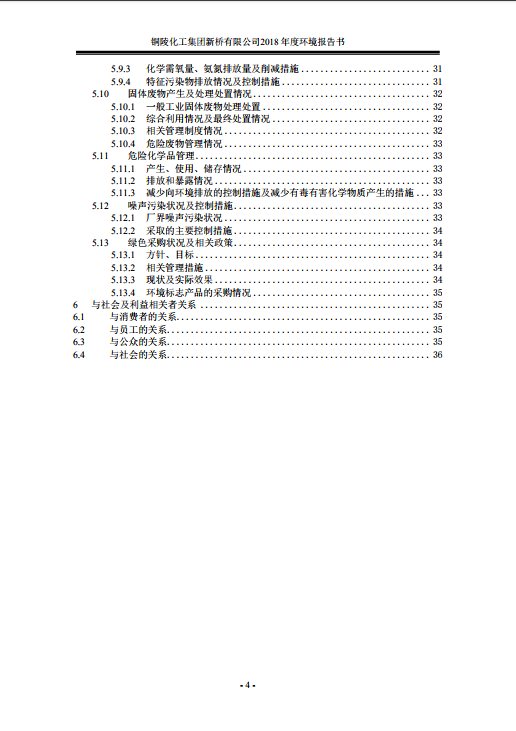 铜陵化工集团新桥有限公司2018 年度环境报告书
5.9.3 化学需氧量、氨氮排放量及削减措施 31
5.9.4 特征污染物排放情况及控制措施 31
5.10 固体废物产生及处理处置情况 32
5.10.1 一般工业固体废物处理处置 32
5.10.2 综合利用情况及最终处置情况 32
5.10.3 相关管理制度情况 32
5.10.4 危险废物管理情况 33
5.11 危险化学品管理 33
5.11.1 产生、使用、储存情况 33
5.11.2 排放和暴露情况 33
5.11.3 减少向环境排放的控制措施及减少有毒有害化学物质产生的措施 ... 33
5.12 噪声污染状况及控制措施 33
5.12.1 厂界噪声污染状况 33
5.12.2 采取的主要控制措施 34
5.13 绿色采购状况及相关政策 34
5.13.1 方针、目标 34
5.13.2 相关管理措施 34
5.13.3 现状及实际效果 34
5.13.4 环境标志产品的采购情况 35
6 与社会及利益相关者关系 35
6.1 与消费者的关系 35
6.2 与员工的关系 35
6.3 与公众的关系 35
6.4 与社会的关系 36
- 4 -